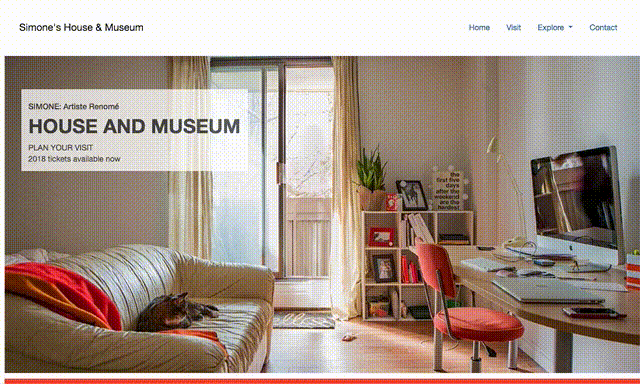 Simone's House & Museum
Home Visit Explore Contact
SIMONE: Artiste Renomé
HOUSE AND MUSEUM
PLAN YOUR VISIT
2018 tickets available now
the
first five
days
after the
weekend
are the
hardest